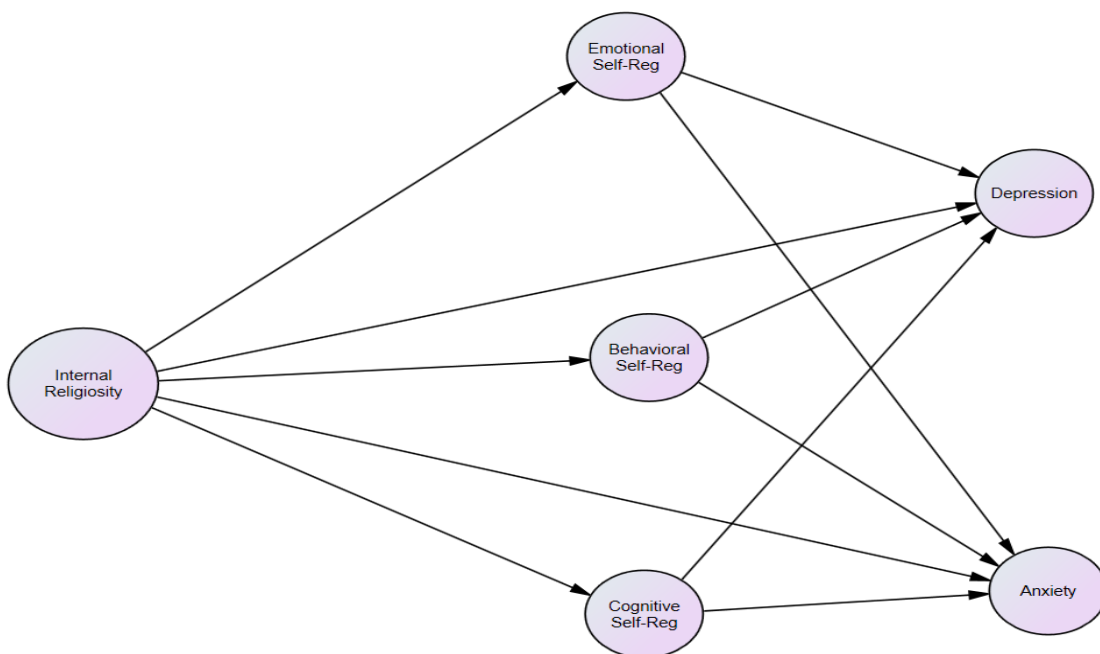 Emotional
Self-Reg
Depression
Behavioral
Self-Reg
Internal
Religiosity
Cognitive
Self-Reg
Anxiety